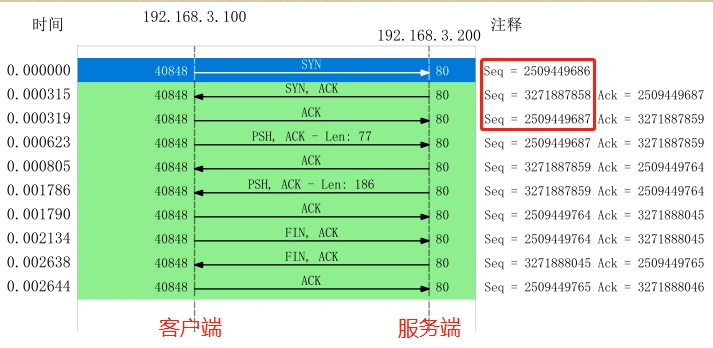 时间 192.168.3.100 注释
192.168.3.200
0.000000 40848 SYN 80 Seq = 2509449686
0.000315 40848 SYN, ACK 80 Seq = 3271887858 Ack = 2509449687
0.000319 40848 ACK 80 Seq = 2509449687 Ack = 3271887859
0.000623 40848 PSH, ACK - Len: 77 80 Seq = 2509449687 Ack = 3271887859
0.000805 40848 ACK 80 Seq = 3271887859 Ack = 2509449764
0.001786 40848 PSH, ACK - Len: 186 80 Seq = 3271887859 Ack = 2509449764
0.001790 40848 ACK 80 Seq = 2509449764 Ack = 3271888045
0.002134 40848 FIN, ACK 80 Seq = 2509449764 Ack = 3271888045
0.002638 40848 FIN, ACK 80 Seq = 3271888045 Ack = 2509449765
0.002644 40848 ACK 80 Seq = 2509449765 Ack = 3271888046
客户端 服务端